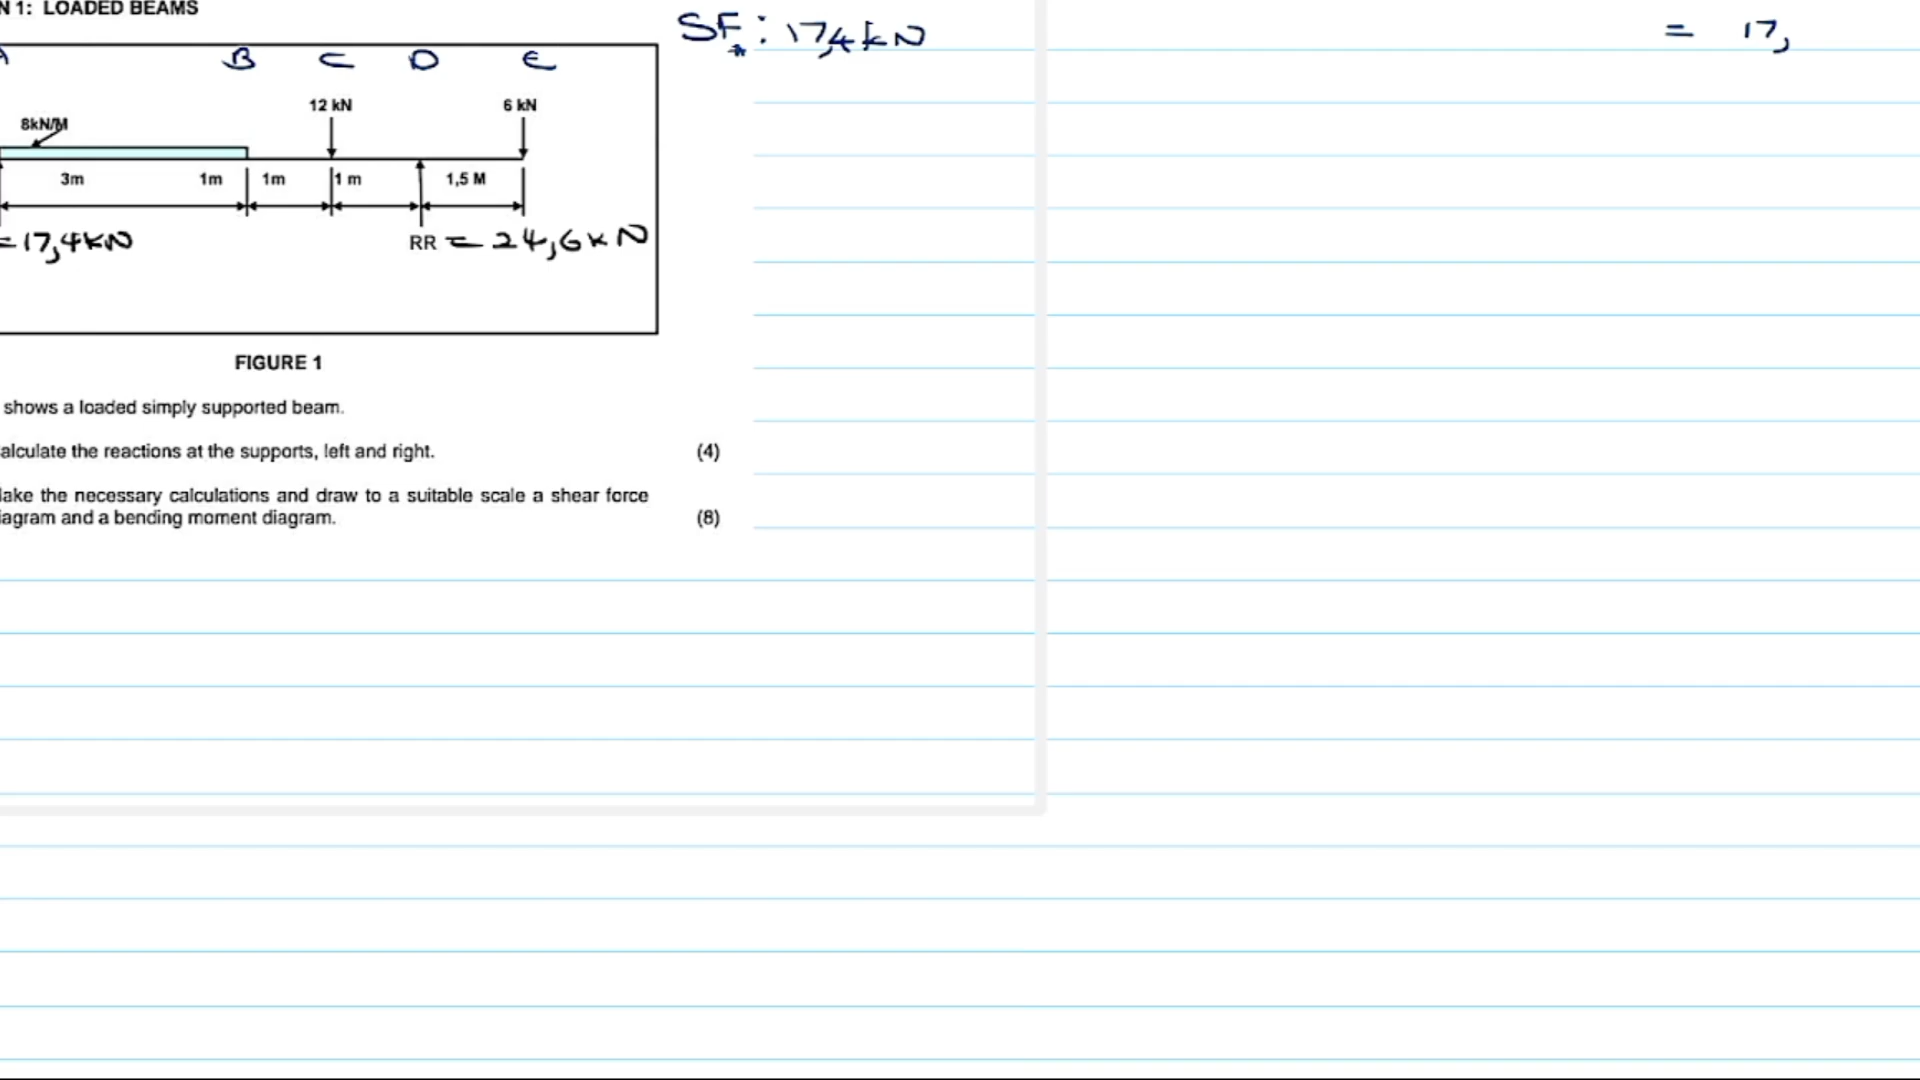 N 1: LOADED BEAMS
SF : 17,4kN
= 17,
B C D E
12 kN 6 kN
8kN/M
3m 1m 1m 1 m 1,5 M
=17,4kN RR = 24,6kN
FIGURE 1
shows a loaded simply supported beam.
alculate the reactions at the supports, left and right. (4)
ake the necessary calculations and draw to a suitable scale a shear force
iagram and a bending moment diagram. (8)